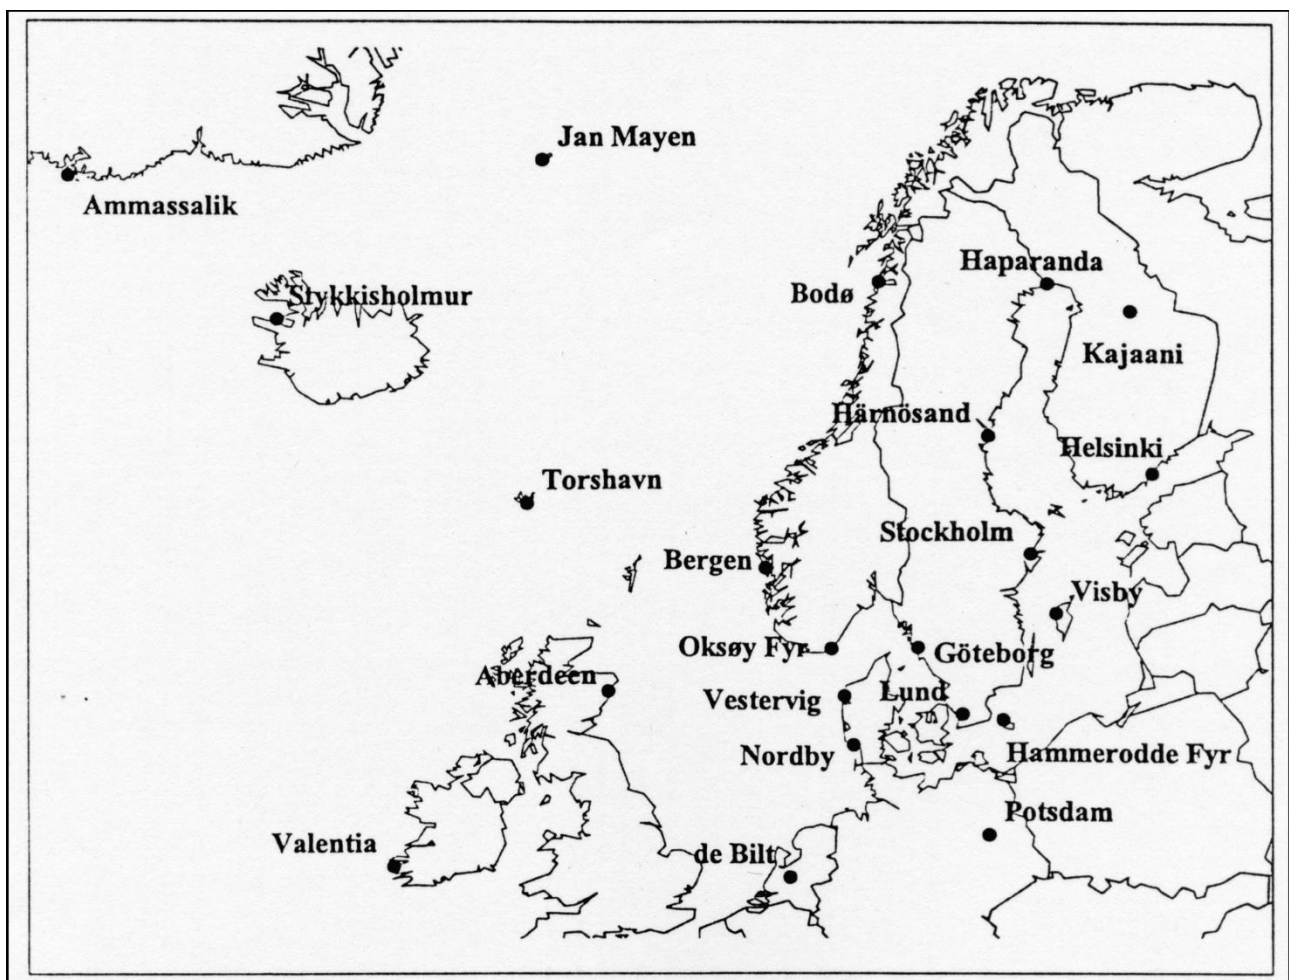 Jan Mayen
Ammassalik
Haparanda
Stykkisholmur
Bodø
Kajaani
Härnösand
Helsinki
Torshavn
Stockholm
Bergen
Visby
Oksøy Fyr
Göteborg
Aberdeen
Vestervig
Lund
Nordby
Hammerodde Fyr
Potsdam
Valentia
de Bilt